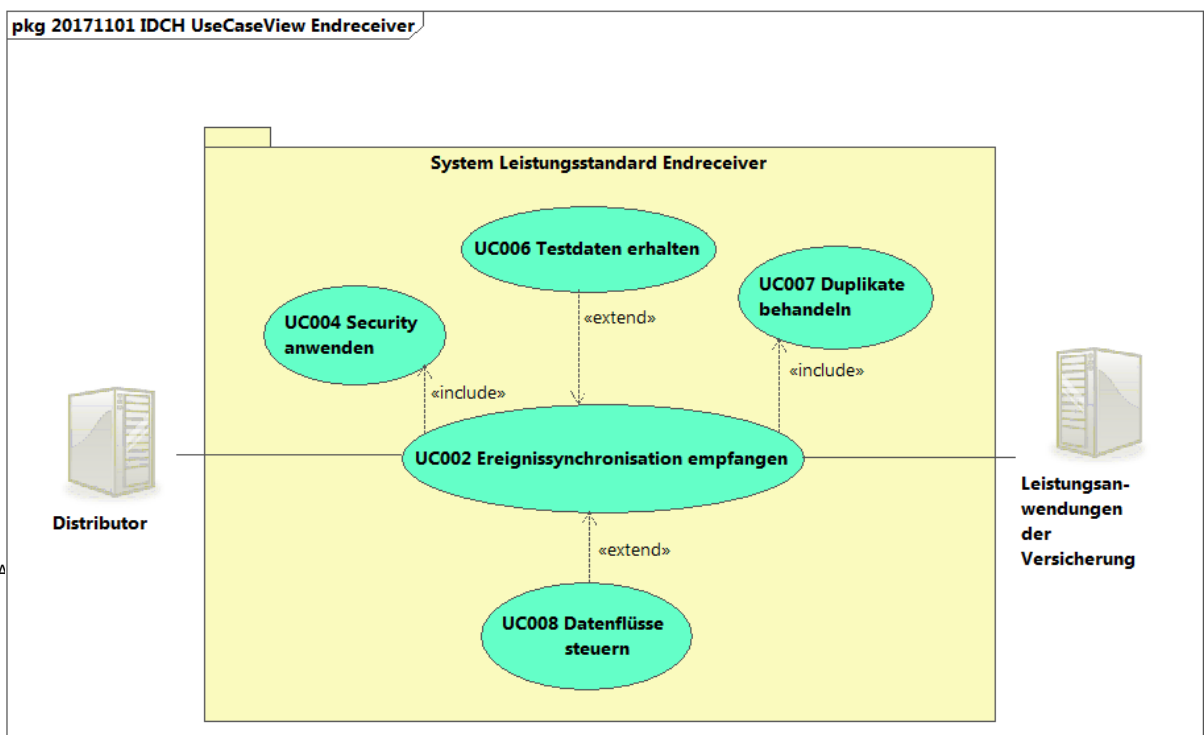 pkg 20171101 IDCH UseCaseView Endreceiver
System Leistungsstandard Endreceiver
UC006 Testdaten erhalten
UC007 Duplikate
behandeln
«extend»
UC004 Security
anwenden
«include»
«include»
UC002 Ereignissynchronisation empfangen
Distributor
Leistungsan-
wendungen
der
Versicherung
«extend»
UC008 Datenflüsse
steuern